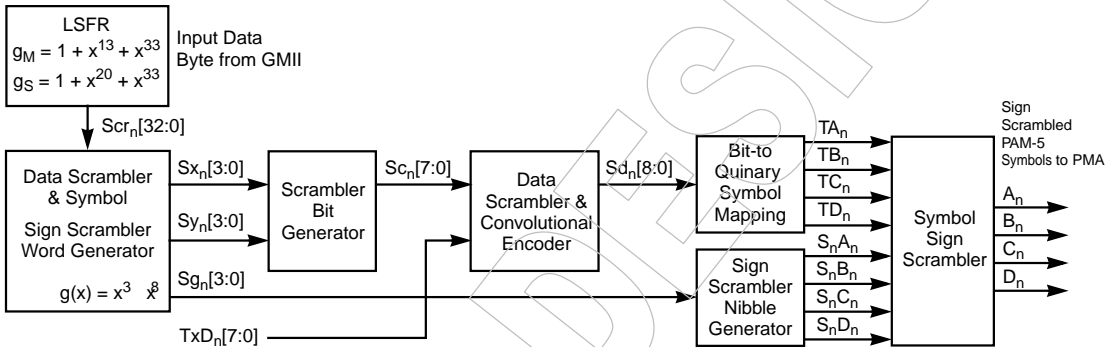 LSFR
gM = 1 + x13 + x33
gS = 1 + x20 + x33
Input Data
Byte from GMII
Scrn[32:0]
Data Scrambler
& Symbol
Sign Scrambler
Word Generator
g(x) = x3 x8
Sxn[3:0]
Syn[3:0]
Sgn[3:0]
TxDn[7:0]
Scrambler
Bit
Generator
Scn[7:0]
Data
Scrambler &
Convolutional
Encoder
Sdn[8:0]
Bit-to
Quinary
Symbol
Mapping
TAn
TBn
TCn
TDn
Sign
Scrambler
Nibble
Generator
SnAn
SnBn
SnCn
SnDn
Symbol
Sign
Scrambler
Sign
Scrambled
PAM-5
Symbols to PMA
An
Bn
Cn
Dn
DESIG